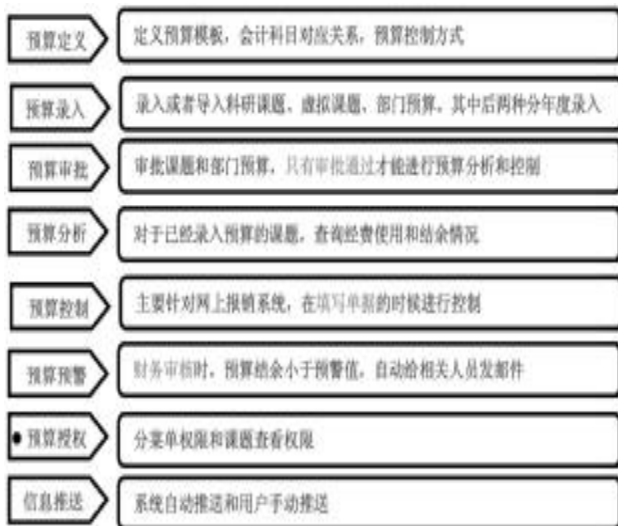 预算定义
定义预算模板，会计科目对应关系，预算控制方式
预算录入
录入或者导入科研课题、虚拟课题、部门预算，其中后两种分年度录入
预算审批
审批课题和部门预算，只有审批通过才能进行预算分析和控制
预算分析
对于已经录入预算的课题，查询经费使用和结余情况
预算控制
主要针对网上报销系统，在填写单据的时候进行控制
预算预警
财务审核时，预算结余小于预警值，自动给相关人员发邮件
●预算授权
分菜单权限和课题查看权限
信息推送
系统自动推送和用户手动推送